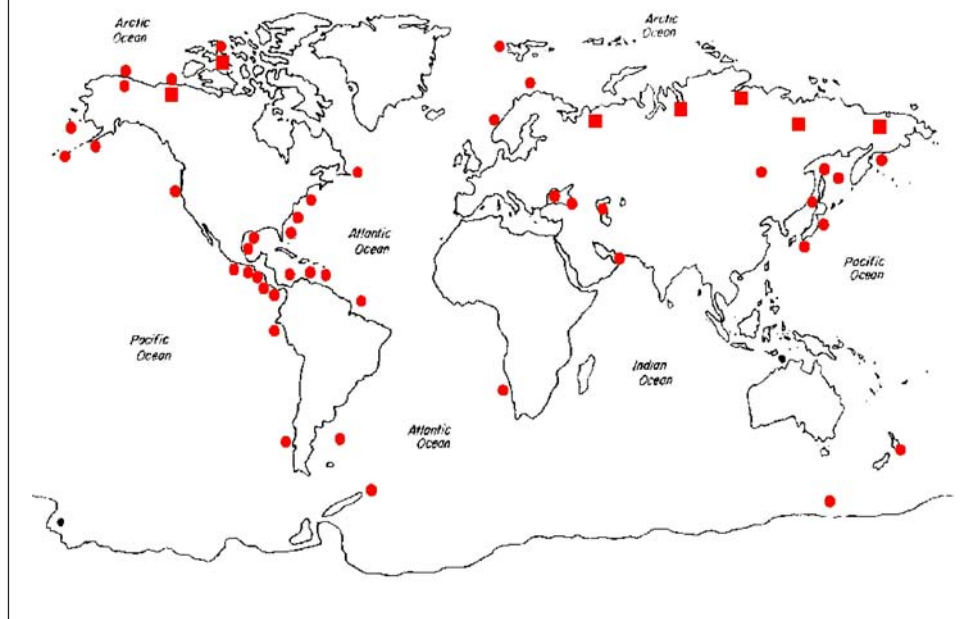 Arctic
Ocean
Arctic
Ocean
Atlantic
Ocean
Pacific
Ocean
Pacific
Ocean
Indian
Ocean
Atlantic
Ocean